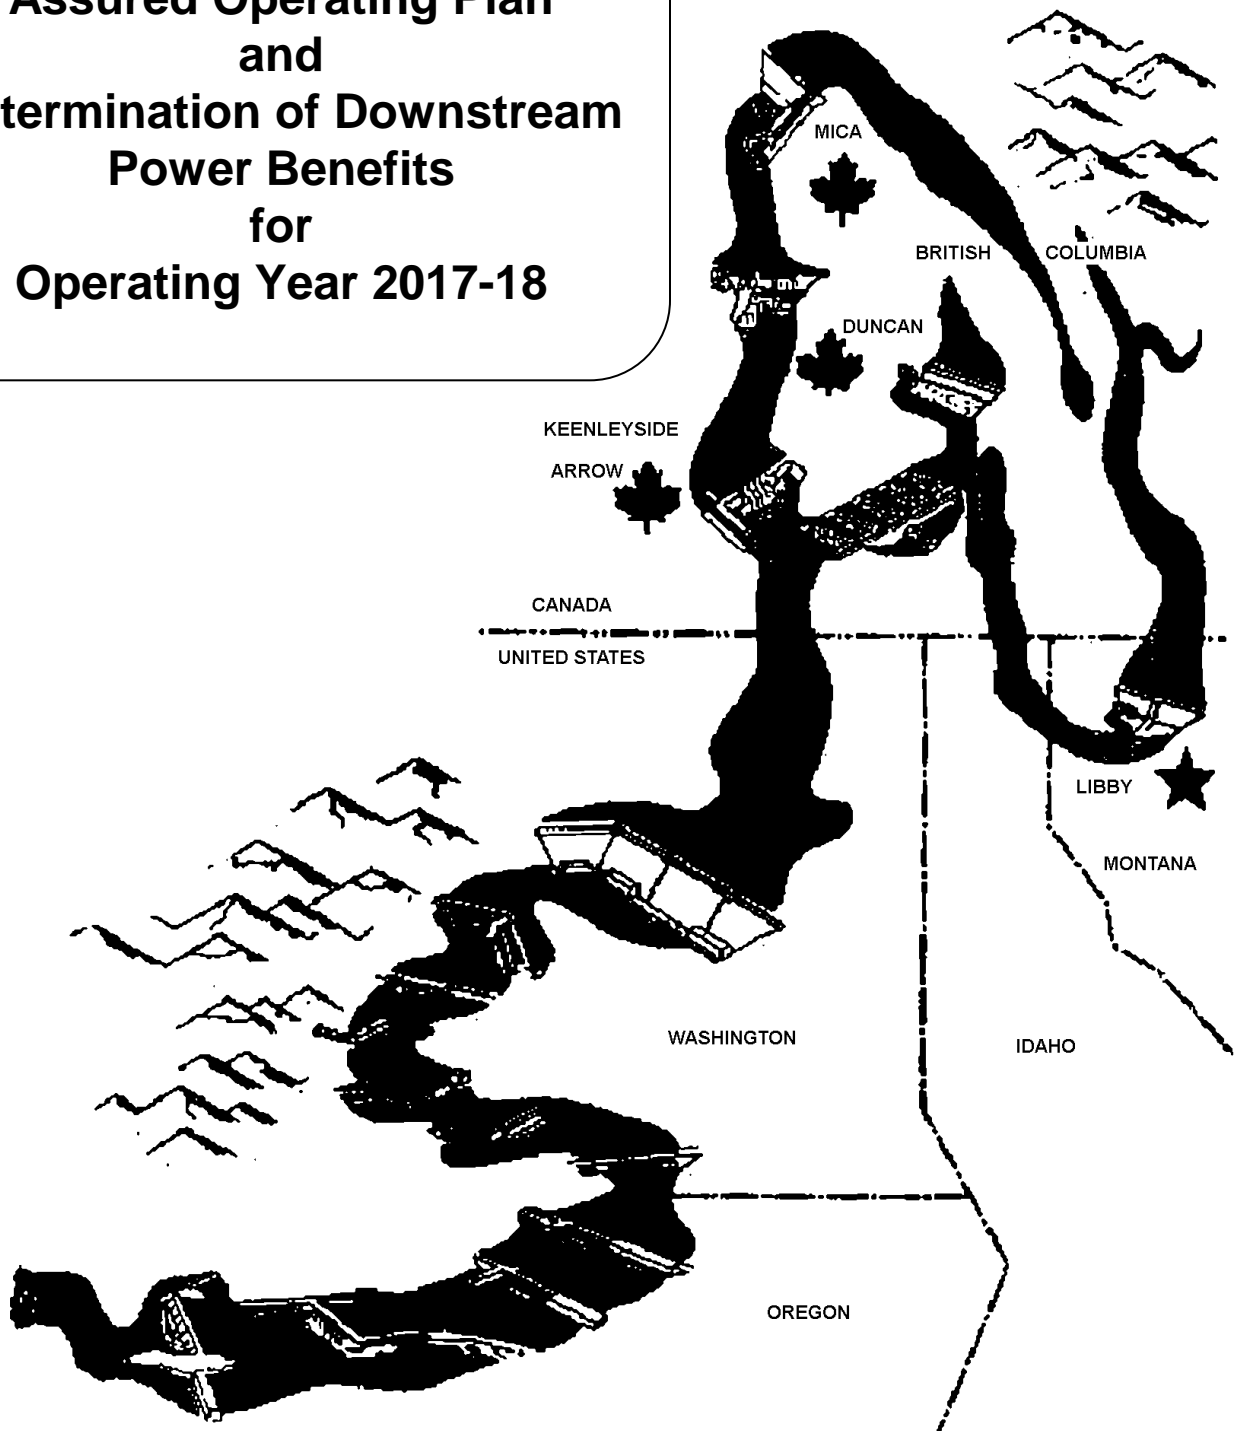 Assured Operating Plan
and
termination of Downstream
Power Benefits
for
Operating Year 2017-18
MICA
BRITISH COLUMBIA
DUNCAN
KEENLEYSIDE
ARROW
CANADA
UNITED STATES
LIBBY
MONTANA
WASHINGTON
IDAHO
OREGON